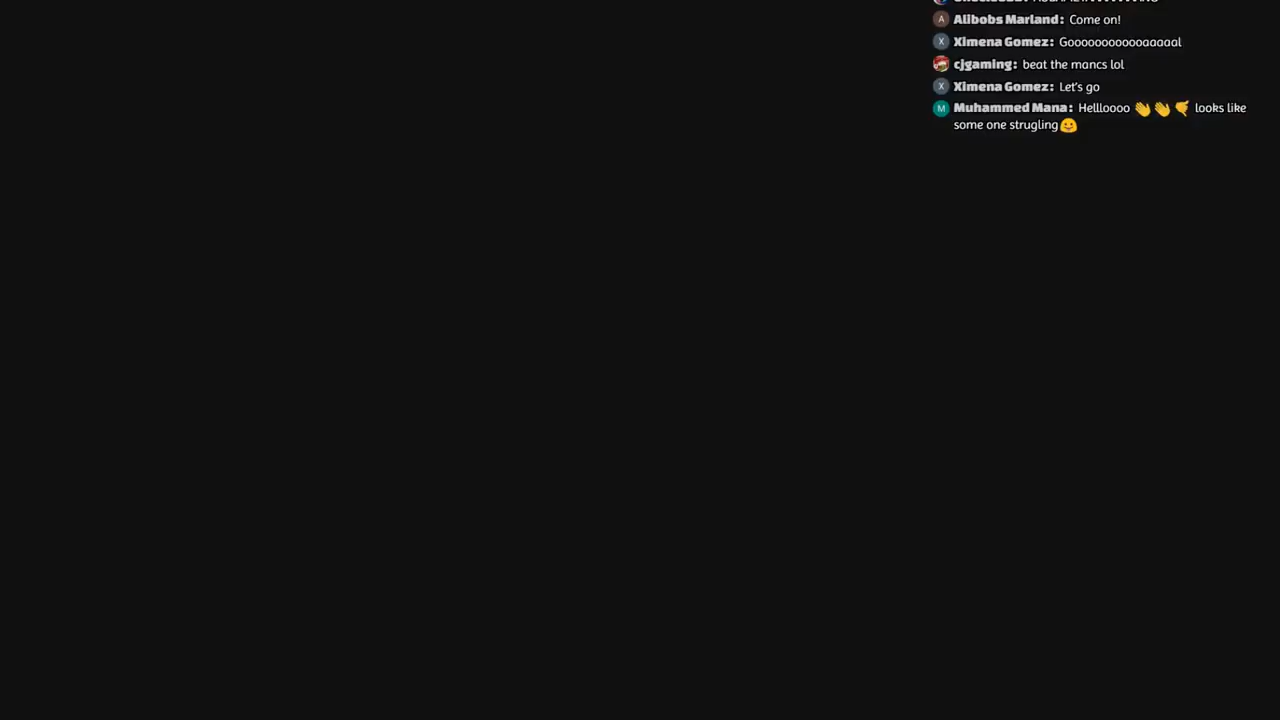 A Alibobs Marland: Come on!
X Ximena Gomez: Goooooooooooaaaaal
cjgaming: beat the mancs lol
X Ximena Gomez: Let's go
M Muhammed Mana: Hellloooo 👋👋🤙 looks like
some one strugling🤗